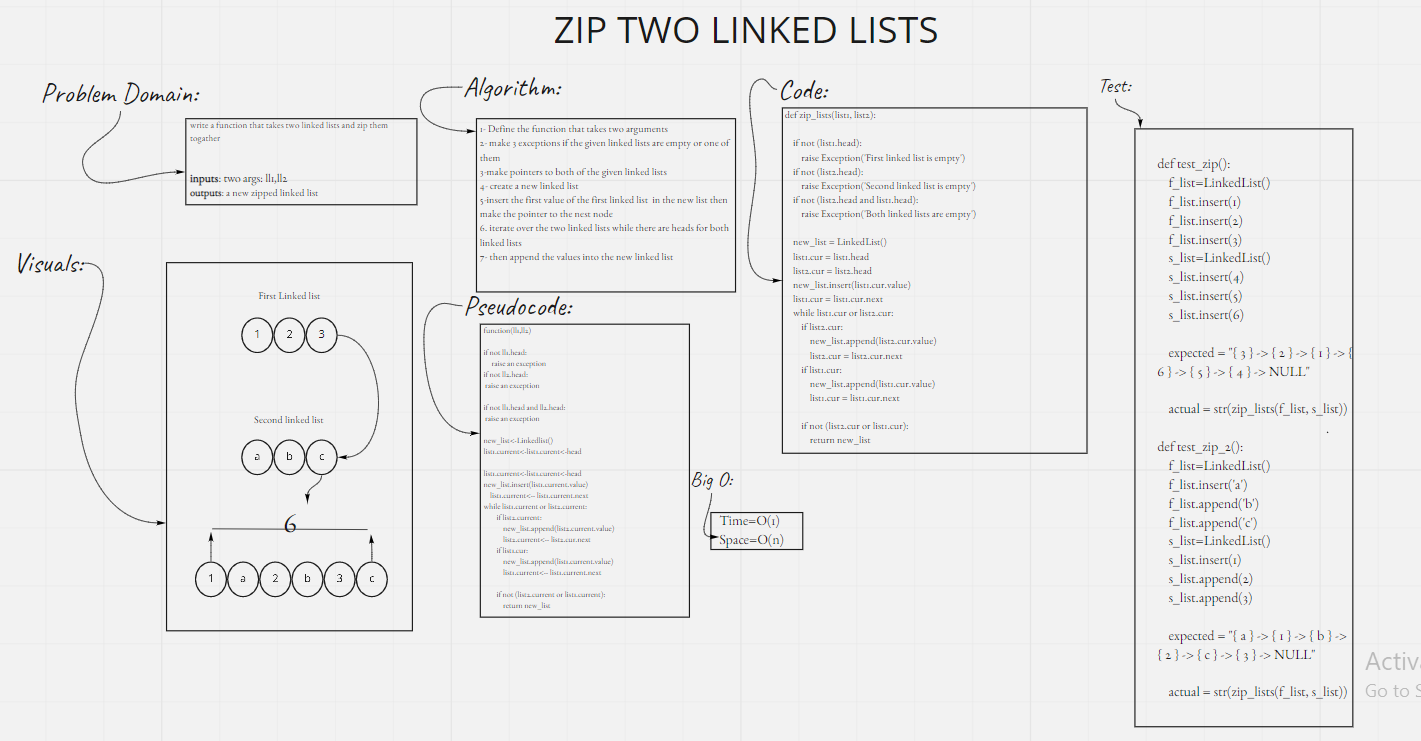 ZIP TWO LINKED LISTS
Problem Domain:
write a function that takes two linked lists and zip them
togather
inputs: two args: ll1,ll2
outputs: a new zipped linked list
Visuals:
First Linked list
1 2 3
Second linked list
a b c
6
1 a 2 b 3 c
Algorithm:
1- Define the function that takes two arguments
2- make 3 exceptions if the given linked lists are empty or one of
them
3-make pointers to both of the given linked lists
4- create a new linked list
5-insert the first value of the first linked list in the new list then
make the pointer to the nest node
6. iterate over the two linked lists while there are heads for both
linked lists
7- then append the values into the new linked list
Pseudocode:
function(ll1,ll2)
if not ll1.head:
raise an exception
if not ll2.head:
raise an exception
if not ll1.head and ll2.head:
raise an exception
new_list<-Linkedlist()
list1.current<-list1.curent<-head
list1.current<-list1.curent<-head
new_list.insert(list1.current.value)
list1.current<-- list1.current.next
while list1.current or list2.current:
if list2.current:
new_list.append(list2.current.value)
list2.current<-- list2.cur.next
if list1.cur:
new_list.append(list1.current.value)
list1.current<-- list1.current.next
if not (list2.current or list1.current):
return new_list
Big O:
Time=O(1)
Space=O(n)
Code:
def zip_lists(list1, list2):
if not (list1.head):
raise Exception('First linked list is empty')
if not (list2.head):
raise Exception('Second linked list is empty')
if not (list2.head and list1.head):
raise Exception('Both linked lists are empty')
new_list = LinkedList()
list1.cur = list1.head
list2.cur = list2.head
new_list.insert(list1.cur.value)
list1.cur = list1.cur.next
while list1.cur or list2.cur:
if list2.cur:
new_list.append(list2.cur.value)
list2.cur = list2.cur.next
if list1.cur:
new_list.append(list1.cur.value)
list1.cur = list1.cur.next
if not (list2.cur or list1.cur):
return new_list
Test:
def test_zip():
f_list=LinkedList()
f_list.insert(1)
f_list.insert(2)
f_list.insert(3)
s_list=LinkedList()
s_list.insert(4)
s_list.insert(5)
s_list.insert(6)
expected = "{ 3 } -> { 2 } -> { 1 } -> {
6 } -> { 5 } -> { 4 } -> NULL"
actual = str(zip_lists(f_list, s_list))
.
def test_zip_2():
f_list=LinkedList()
f_list.insert('a')
f_list.append('b')
f_list.append('c')
s_list=LinkedList()
s_list.insert(1)
s_list.append(2)
s_list.append(3)
expected = "{ a } -> { 1 } -> { b } ->
{ 2 } -> { c } -> { 3 } -> NULL"
actual = str(zip_lists(f_list, s_list))
Activ
Go to S